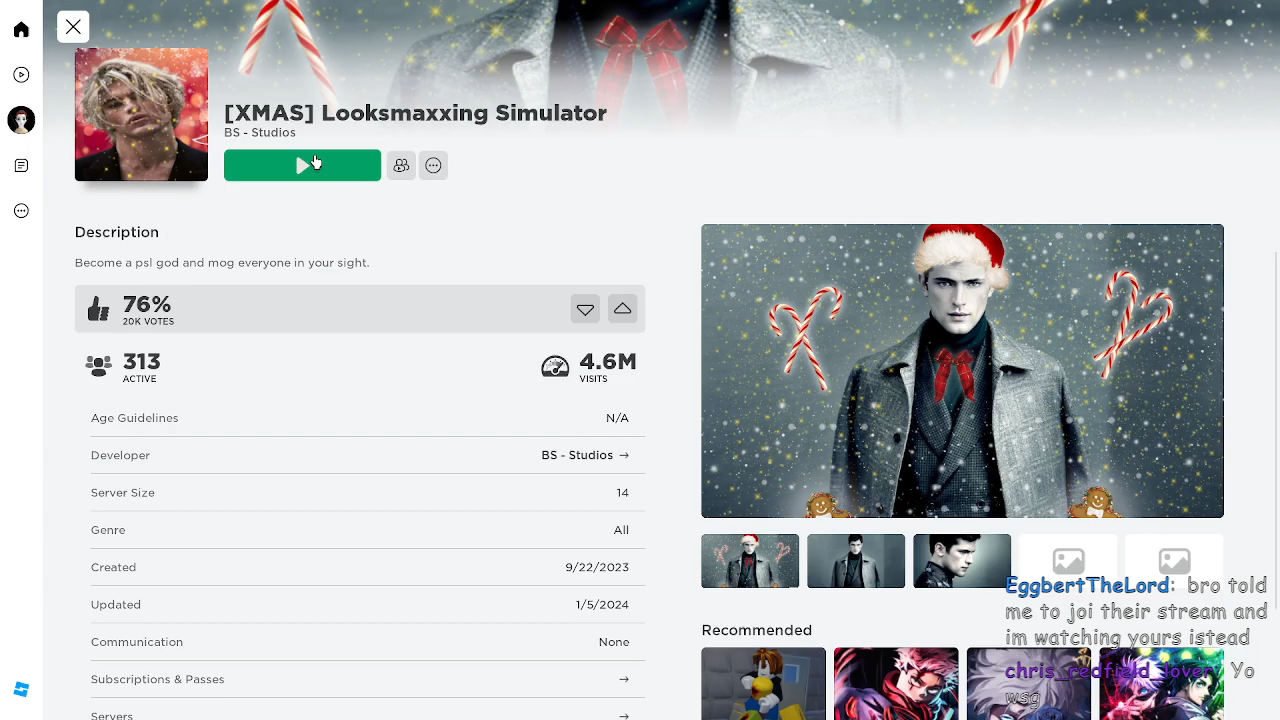 [XMAS] Looksmaxxing Simulator
BS - Studios
Description
Become a psl god and mog everyone in your sight.
76%
20K VOTES
313
ACTIVE
4.6M
VISITS
Age Guidelines N/A
Developer BS - Studios →
Server Size 14
Genre All
Created 9/22/2023
Updated 1/5/2024
Communication None
Subscriptions & Passes →
Servers →
Recommended
EggbertTheLord: bro told
me to joi their stream and
im watching yours istead
chris_redfield_lover: Yo
wsg